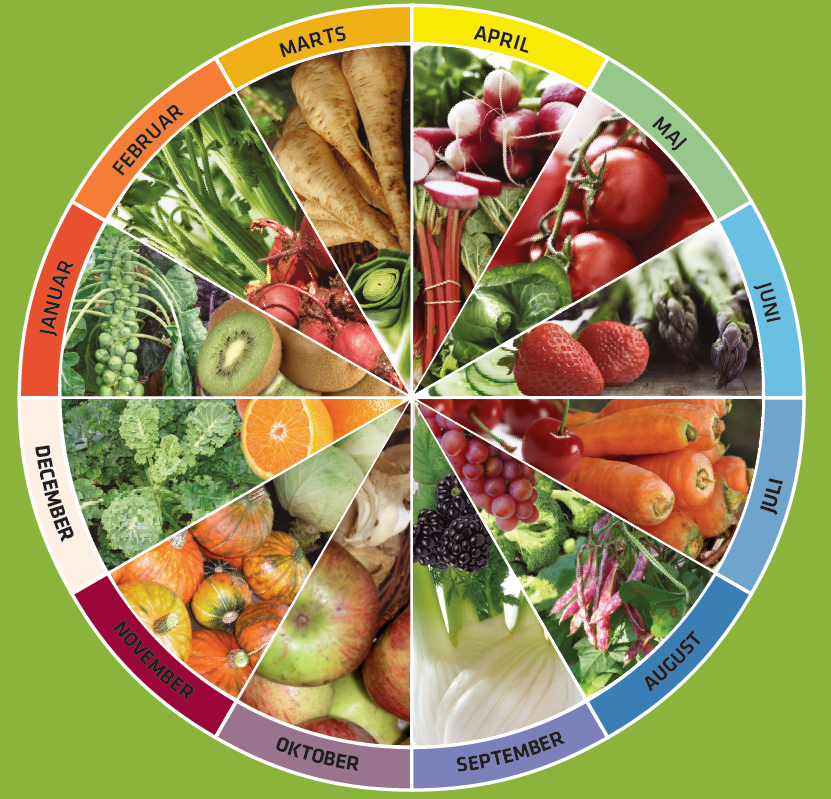 JANUAR
FEBRUAR
MARTS
APRIL
MAJ
JUNI
JULI
AUGUST
SEPTEMBER
OKTOBER
NOVEMBER
DECEMBER